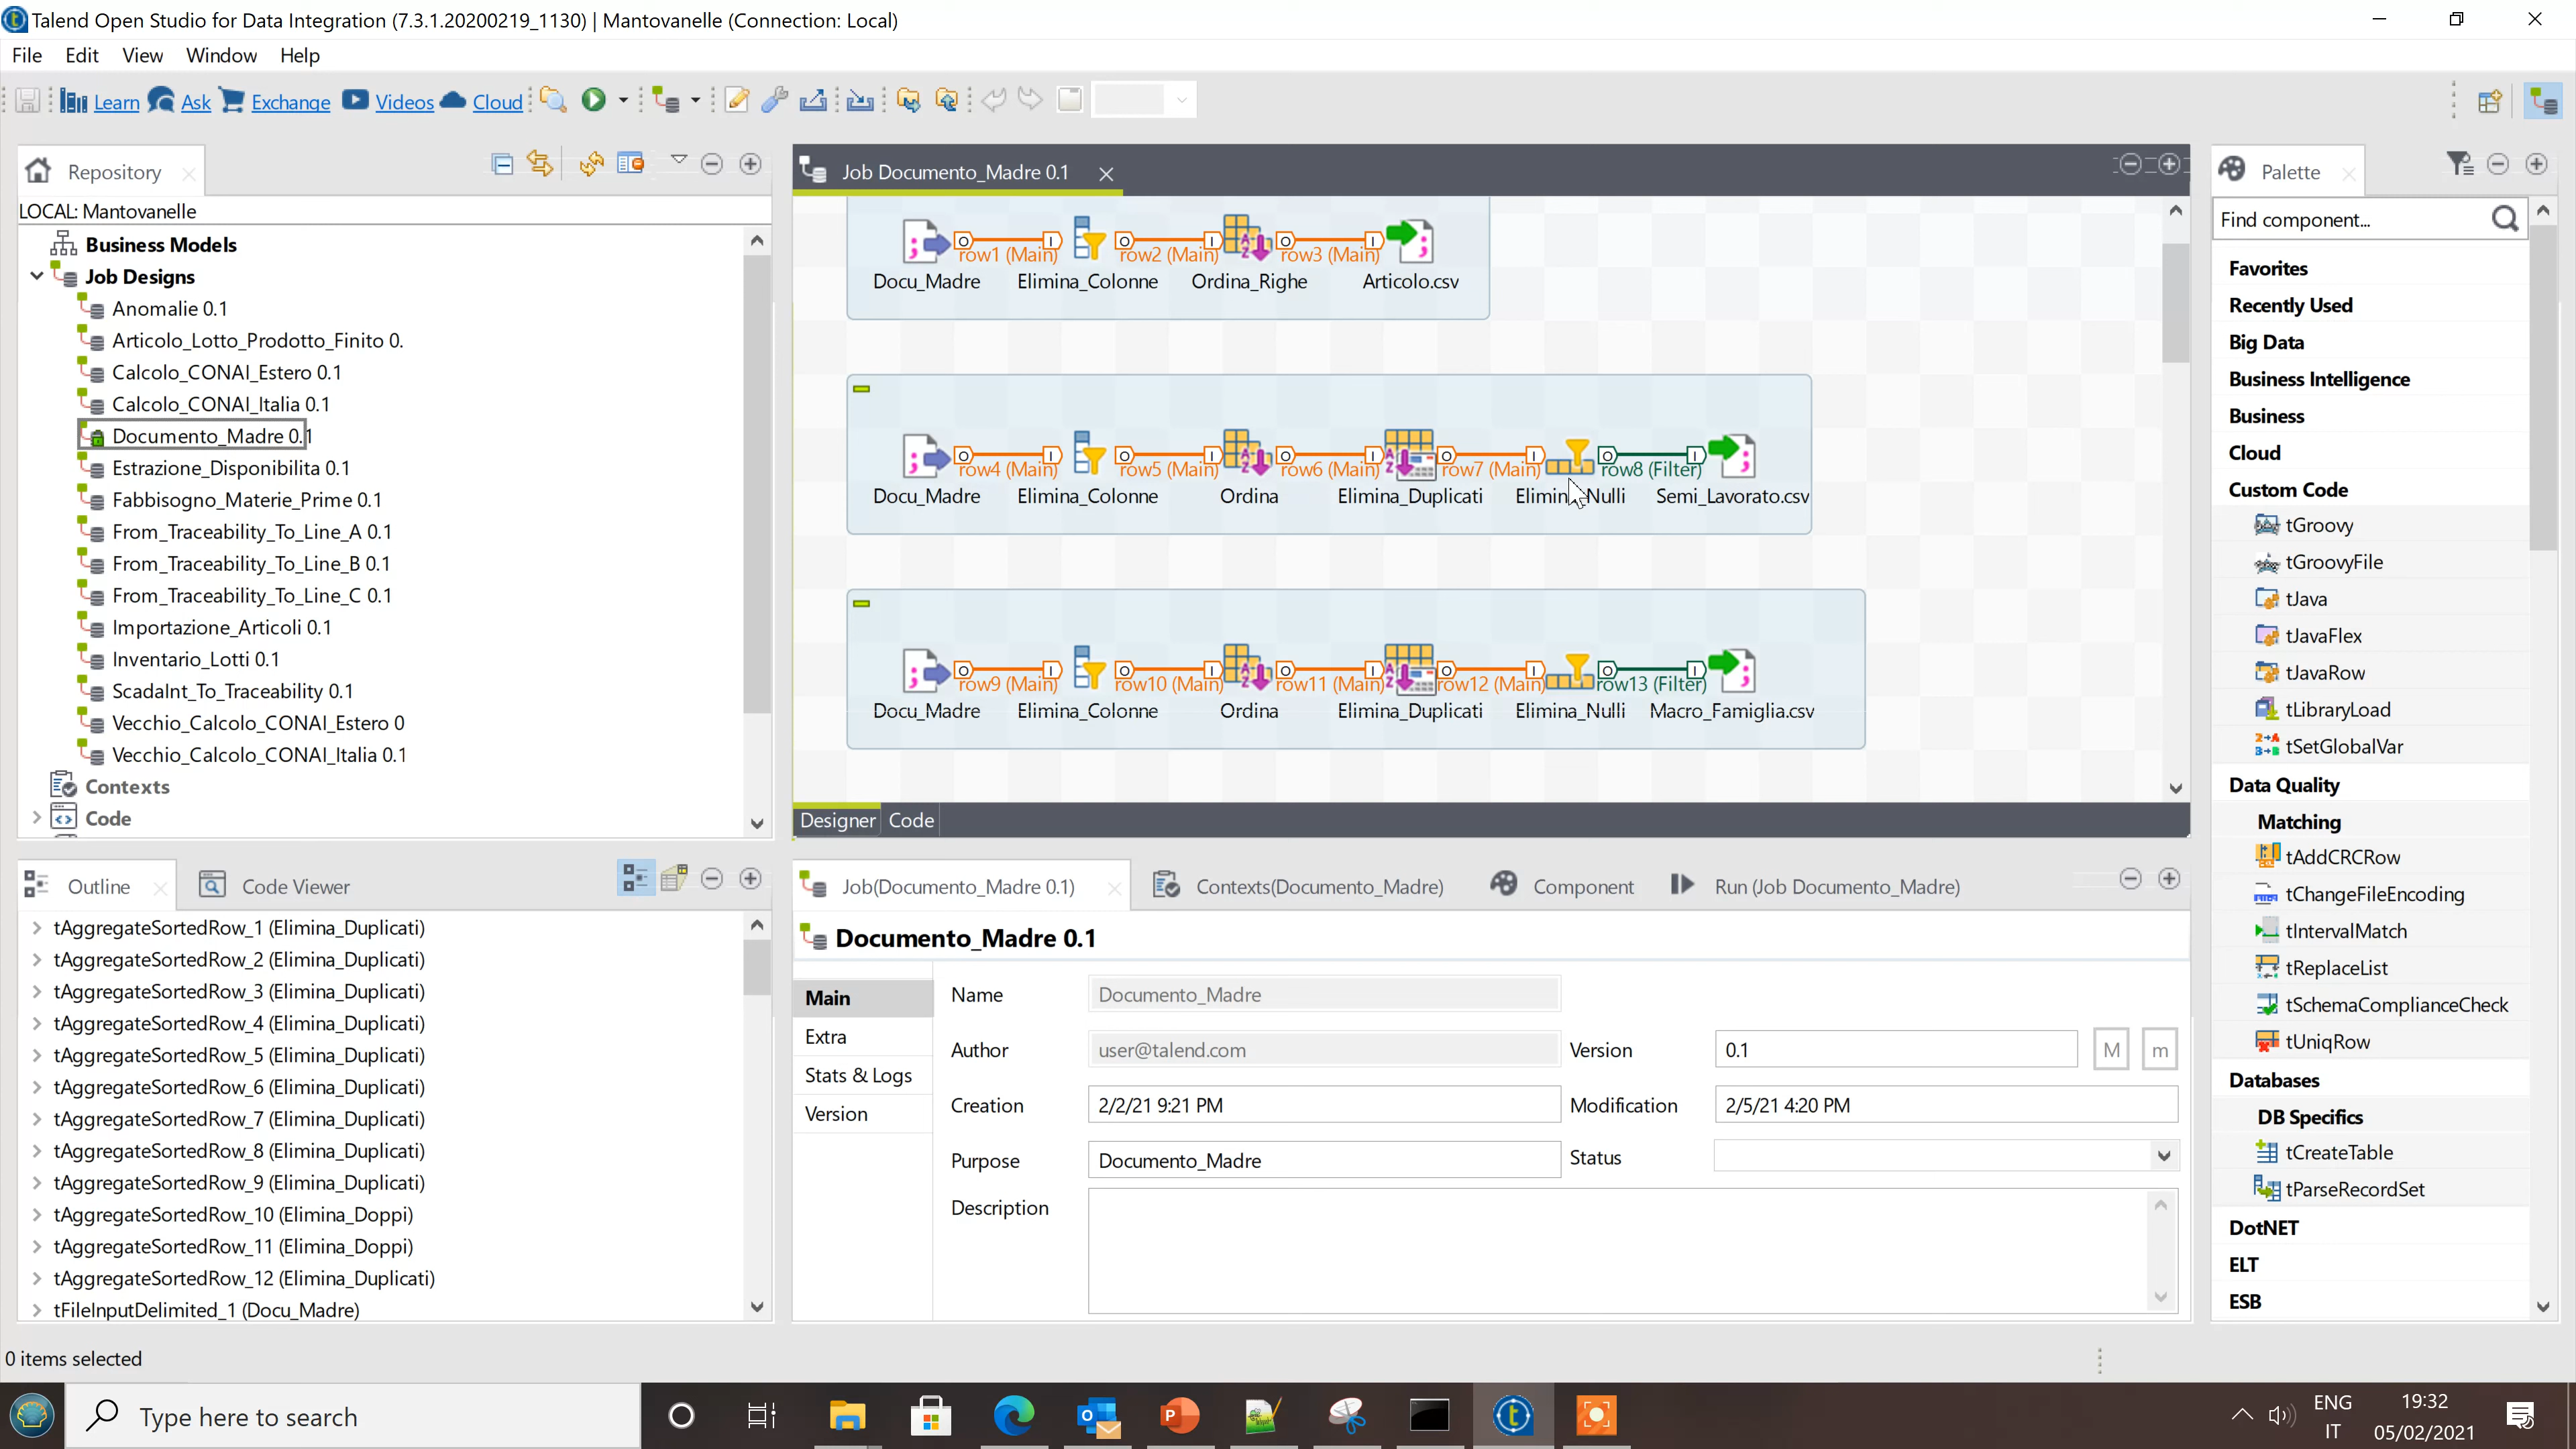 Talend Open Studio for Data Integration (7.3.1.20200219_1130) | Mantovanelle (Connection: Local)
File Edit View Window Help
Learn Ask Exchange Videos Cloud
Repository
LOCAL: Mantovanelle
Business Models
Job Designs
Anomalie 0.1
Articolo_Lotto_Prodotto_Finito 0.
Calcolo_CONAI_Estero 0.1
Calcolo_CONAI_Italia 0.1
Documento_Madre 0.1
Estrazione_Disponibilita 0.1
Fabbisogno_Materie_Prime 0.1
From_Traceability_To_Line_A 0.1
From_Traceability_To_Line_B 0.1
From_Traceability_To_Line_C 0.1
Importazione_Articoli 0.1
Inventario_Lotti 0.1
ScadaInt_To_Traceability 0.1
Vecchio_Calcolo_CONAI_Estero 0
Vecchio_Calcolo_CONAI_Italia 0.1
Contexts
Code
Job Documento_Madre 0.1
row1 (Main) row2 (Main) row3 (Main)
Docu_Madre Elimina_Colonne Ordina_Righe Articolo.csv
row4 (Main) row5 (Main) row6 (Main) row7 (Main) row8 (Filter)
Docu_Madre Elimina_Colonne Ordina Elimina_Duplicati Elimina_Nulli Semi_Lavorato.csv
row9 (Main) row10 (Main) row11 (Main) row12 (Main) row13 (Filter)
Docu_Madre Elimina_Colonne Ordina Elimina_Duplicati Elimina_Nulli Macro_Famiglia.csv
Designer Code
Palette
Find component...
Favorites
Recently Used
Big Data
Business Intelligence
Business
Cloud
Custom Code
tGroovy
tGroovyFile
tJava
tJavaFlex
tJavaRow
tLibraryLoad
tSetGlobalVar
Data Quality
Matching
tAddCRCRow
tChangeFileEncoding
tIntervalMatch
tReplaceList
tSchemaComplianceCheck
tUniqRow
Databases
DB Specifics
tCreateTable
tParseRecordSet
DotNET
ELT
ESB
Outline Code Viewer
tAggregateSortedRow_1 (Elimina_Duplicati)
tAggregateSortedRow_2 (Elimina_Duplicati)
tAggregateSortedRow_3 (Elimina_Duplicati)
tAggregateSortedRow_4 (Elimina_Duplicati)
tAggregateSortedRow_5 (Elimina_Duplicati)
tAggregateSortedRow_6 (Elimina_Duplicati)
tAggregateSortedRow_7 (Elimina_Duplicati)
tAggregateSortedRow_8 (Elimina_Duplicati)
tAggregateSortedRow_9 (Elimina_Duplicati)
tAggregateSortedRow_10 (Elimina_Doppi)
tAggregateSortedRow_11 (Elimina_Doppi)
tAggregateSortedRow_12 (Elimina_Duplicati)
tFileInputDelimited_1 (Docu_Madre)
Job(Documento_Madre 0.1) Contexts(Documento_Madre) Component Run (Job Documento_Madre)
Documento_Madre 0.1
Main
Extra
Stats & Logs
Version
Name Documento_Madre
Author user@talend.com Version 0.1 M m
Creation 2/2/21 9:21 PM Modification 2/5/21 4:20 PM
Purpose Documento_Madre Status
Description
0 items selected
Type here to search
ENG
IT
19:32
05/02/2021